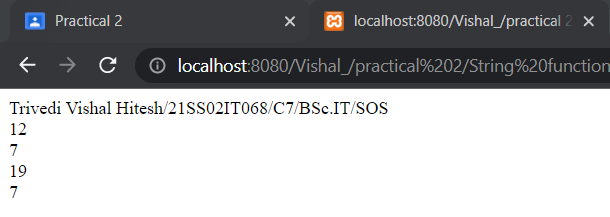 Practical 2
localhost:8080/Vishal_/practical 2
localhost:8080/Vishal_/practical%202/String%20function
Trivedi Vishal Hitesh/21SS02IT068/C7/BSc.IT/SOS
12
7
19
7